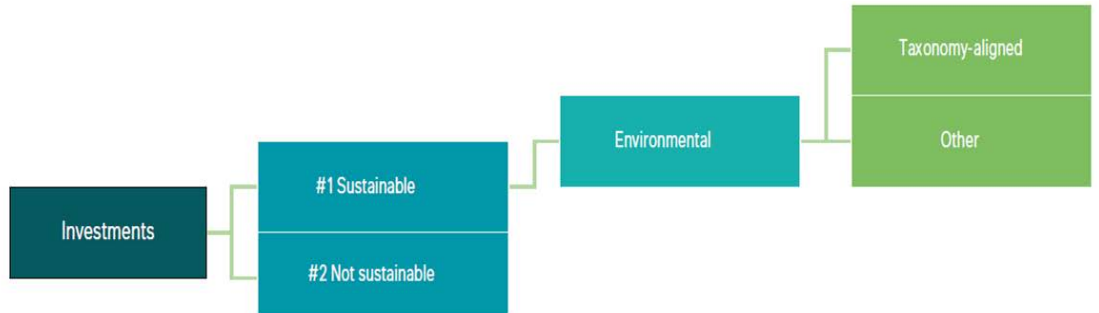 Investments
#1 Sustainable
#2 Not sustainable
Environmental
Taxonomy-aligned
Other